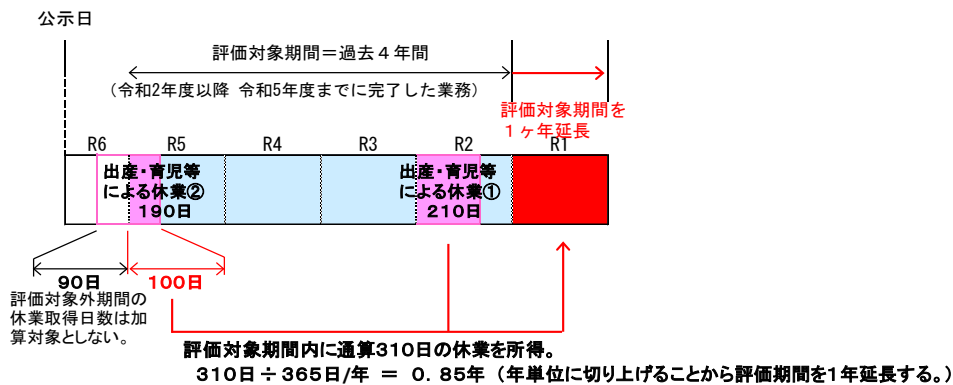 公示日
評価対象期間＝過去４年間
（令和2年度以降 令和5年度までに完了した業務）
評価対象期間を
１ヶ年延長
R6 R5 R4 R3 R2 R1
出産・育児等
による休業②
１９０日
出産・育児等
による休業①
２１０日
９０日
１００日
評価対象外期間の
休業取得日数は加
算対象としない。
評価対象期間内に通算310日の休業を所得。
３１０日÷３６５日/年 ＝ ０．８５年（年単位に切り上げることから評価期間を１年延長する。）